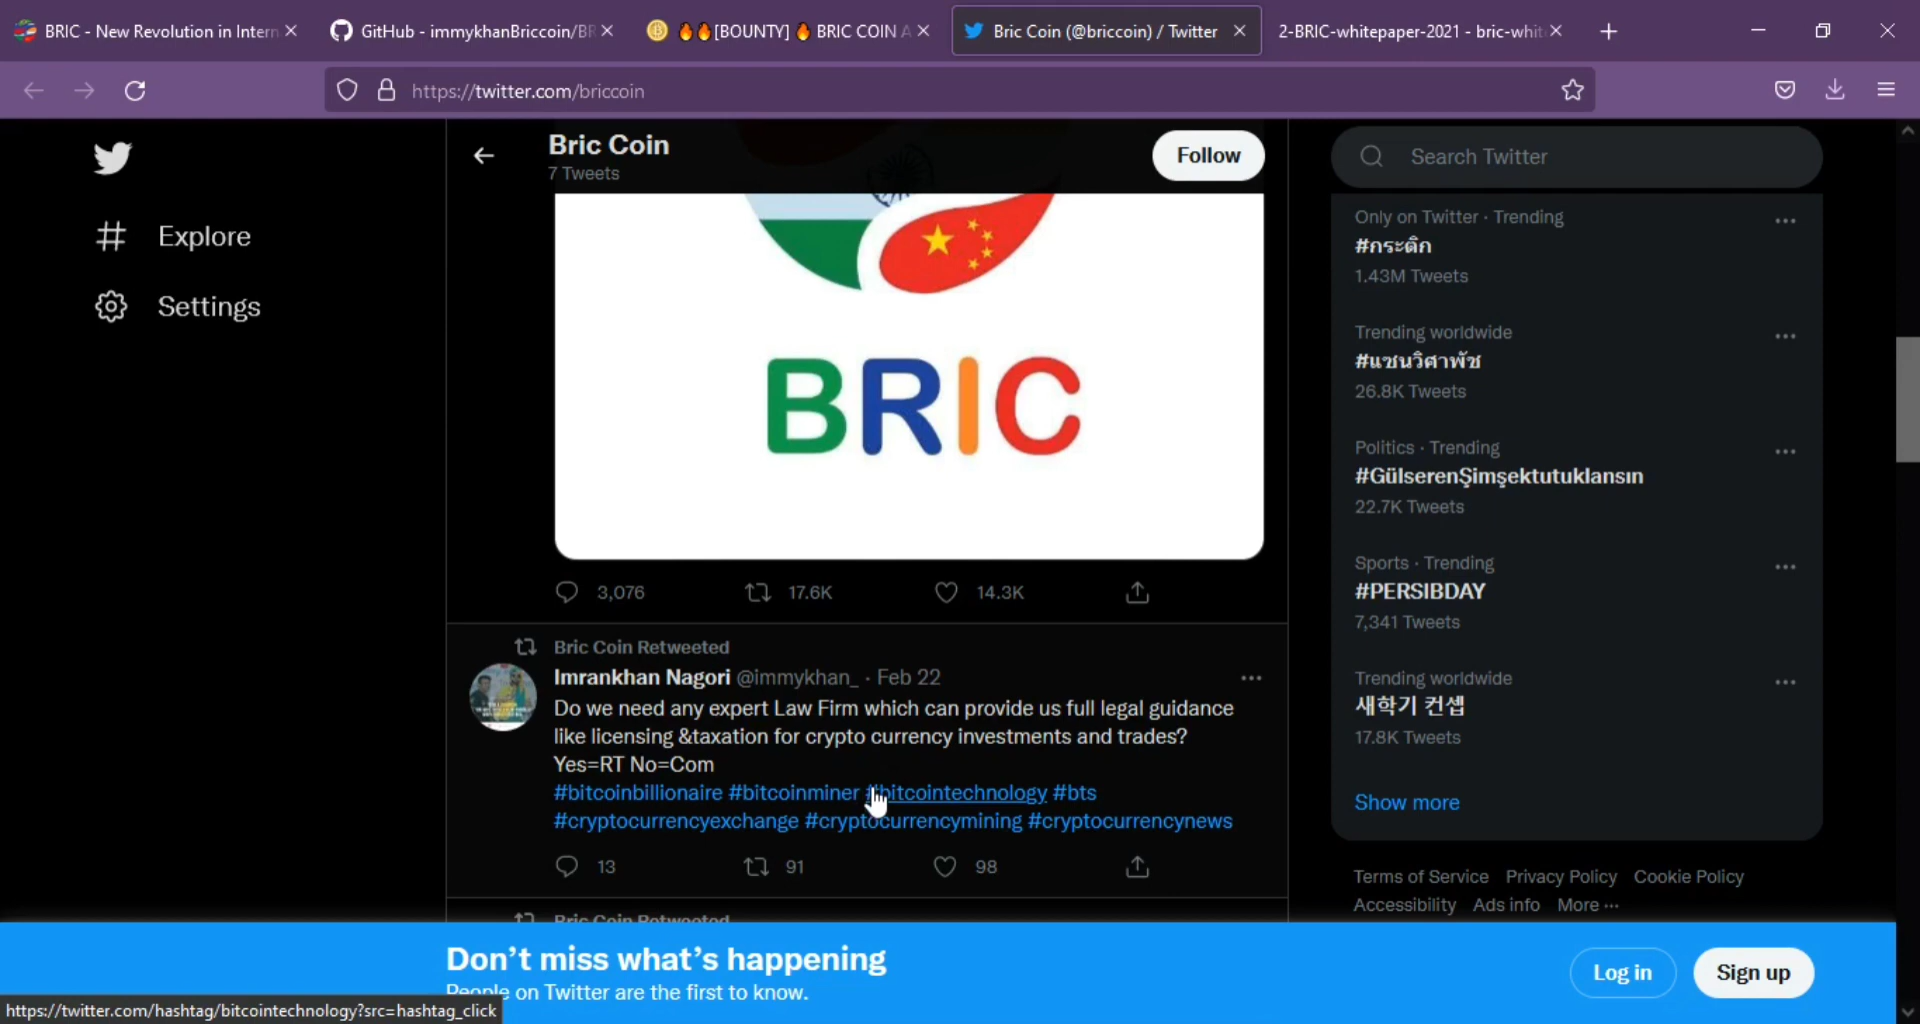 BRIC - New Revolution in Intern
GitHub - immykhanBriccoin/BR
[BOUNTY] 🔥 BRIC COIN A
Bric Coin (@briccoin) / Twitter
2-BRIC-whitepaper-2021 - bric-whit
https://twitter.com/briccoin
Explore
Settings
Bric Coin
7 Tweets
Follow
BRIC
3,076 17.6K 14.3K
Bric Coin Retweeted
Imrankhan Nagori @immykhan_ · Feb 22
Do we need any expert Law Firm which can provide us full legal guidance
like licensing &taxation for crypto currency investments and trades?
Yes=RT No=Com
#bitcoinbillionaire #bitcoinminer #bitcointechnology #bts
#cryptocurrencyexchange #cryptocurrencymining #cryptocurrencynews
13 91 98
Bric Coin Retweeted
Search Twitter
Only on Twitter · Trending
#กระติก
1.43M Tweets
Trending worldwide
#แซนวิศาพัช
26.8K Tweets
Politics · Trending
#GülserenŞimşektutuklansın
22.7K Tweets
Sports · Trending
#PERSIBDAY
7,341 Tweets
Trending worldwide
새학기 컨셉
17.8K Tweets
Show more
Terms of Service Privacy Policy Cookie Policy
Accessibility Ads info More ···
Don't miss what's happening
People on Twitter are the first to know.
Log in
Sign up
https://twitter.com/hashtag/bitcointechnology?src=hashtag_click